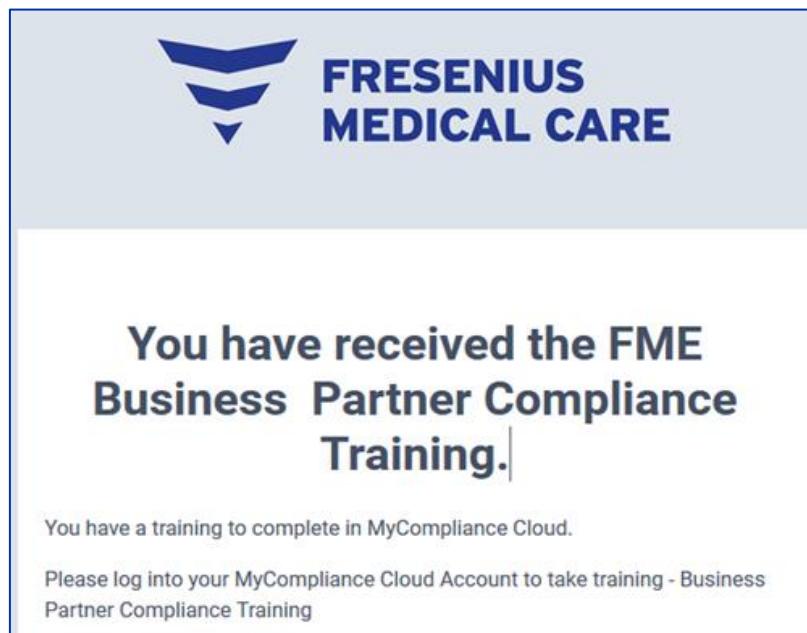 FRESENIUS
MEDICAL CARE
You have received the FME
Business  Partner Compliance
Training.
You have a training to complete in MyCompliance Cloud.
Please log into your MyCompliance Cloud Account to take training - Business
Partner Compliance Training